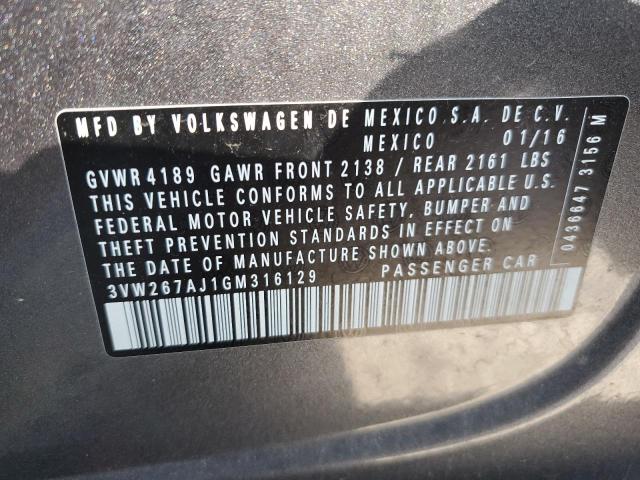 MFD BY VOLKSWAGEN DE MEXICO S.A. DE C.V.
MEXICO 01/16
GVWR 4189 GAWR FRONT 2138 / REAR 2161 LBS
THIS VEHICLE CONFORMS TO ALL APPLICABLE U.S.
FEDERAL MOTOR VEHICLE SAFETY, BUMPER AND
THEFT PREVENTION STANDARDS IN EFFECT ON
THE DATE OF MANUFACTURE SHOWN ABOVE.
3VW267AJ1GM316129 PASSENGER CAR
0436647 3156 M